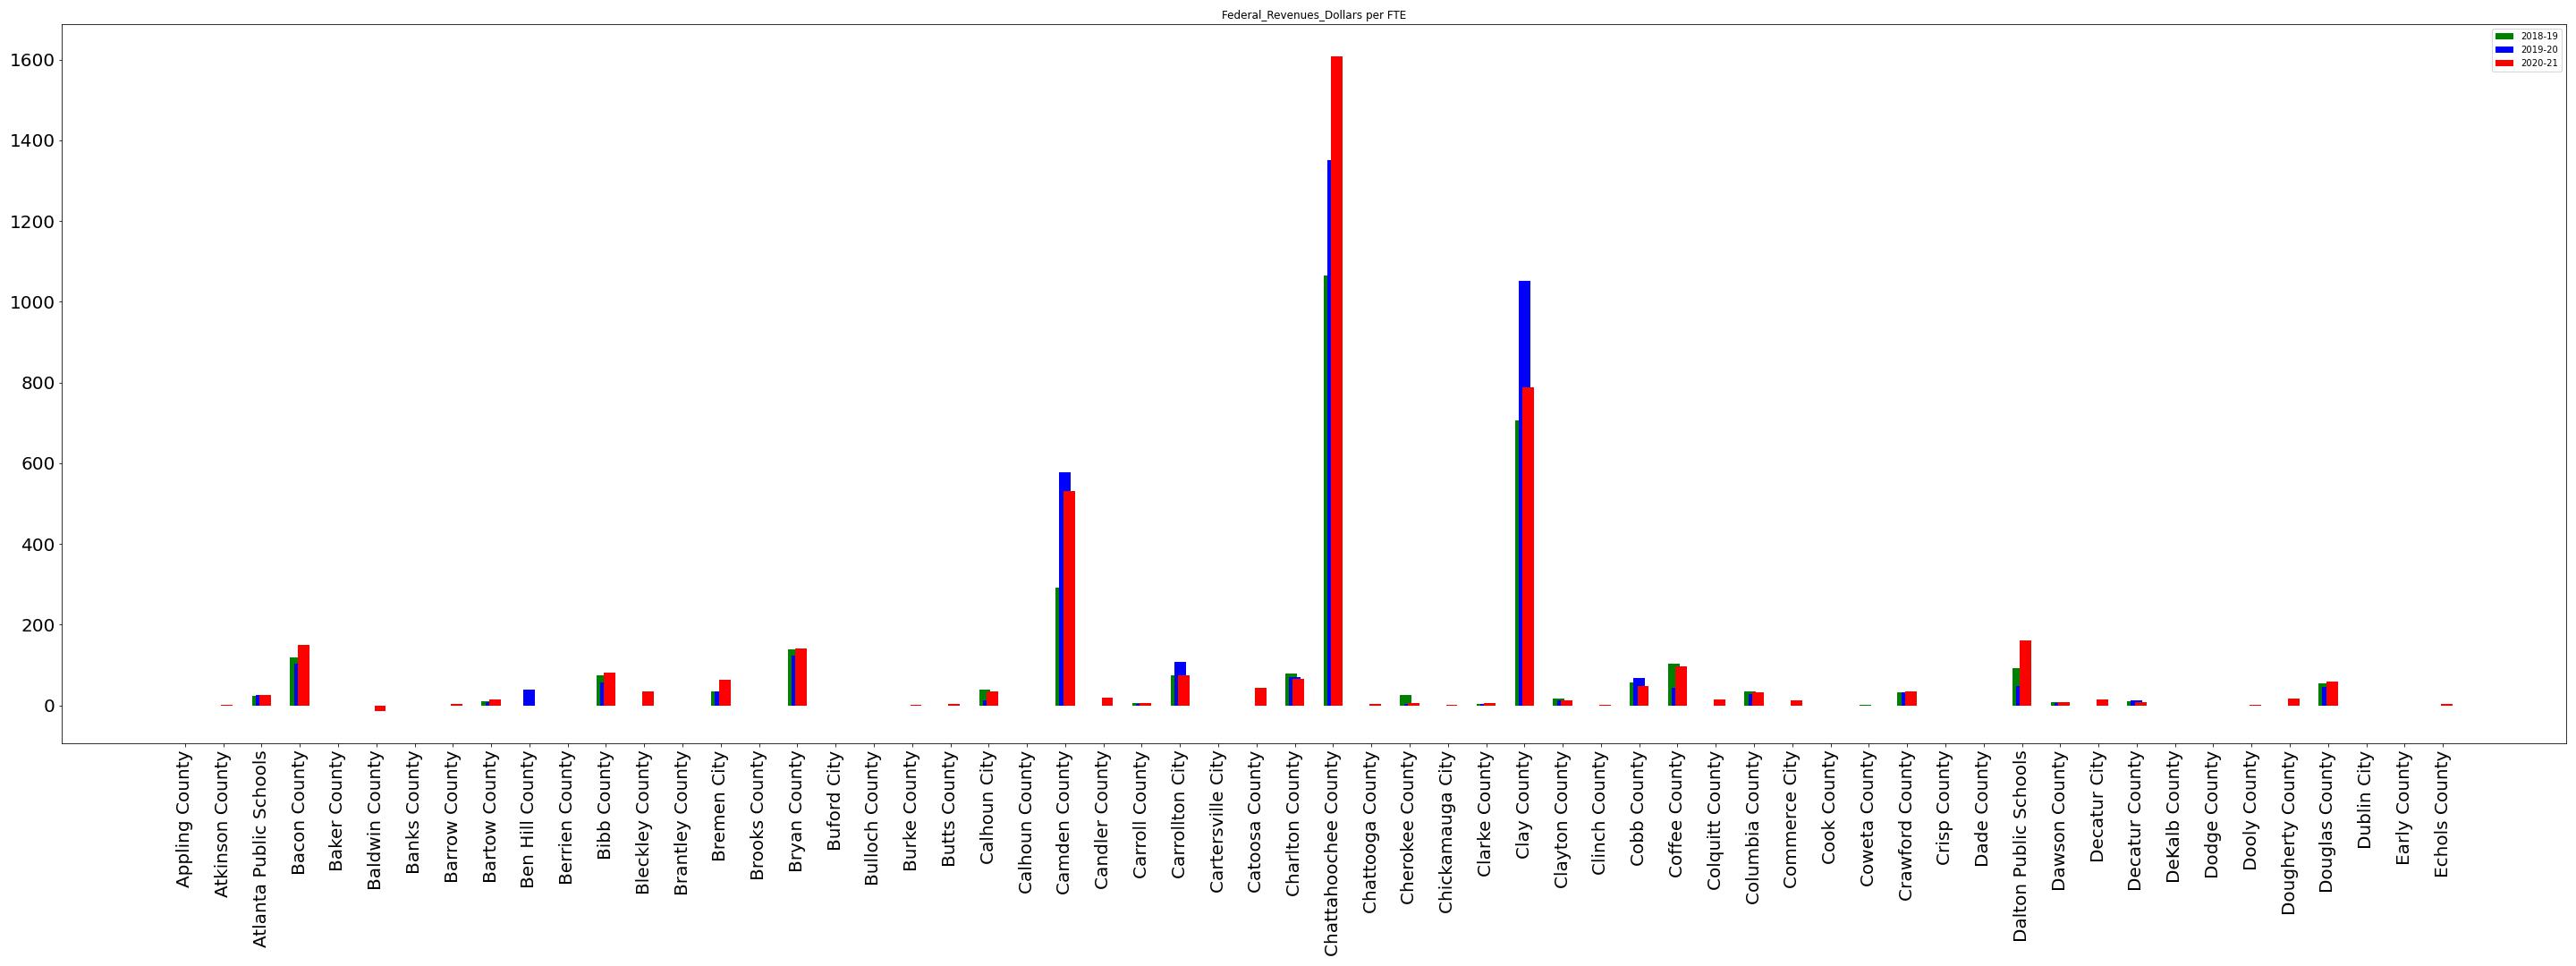 Federal_Revenues_Dollars per FTE
2018-19
2019-20
2020-21
1600
1400
1200
1000
800
600
400
200
0
Appling County
Atkinson County
Atlanta Public Schools
Bacon County
Baker County
Baldwin County
Banks County
Barrow County
Bartow County
Ben Hill County
Berrien County
Bibb County
Bleckley County
Brantley County
Bremen City
Brooks County
Bryan County
Buford City
Bulloch County
Burke County
Butts County
Calhoun City
Calhoun County
Camden County
Candler County
Carroll County
Carrollton City
Cartersville City
Catoosa County
Charlton County
Chattahoochee County
Chattooga County
Cherokee County
Chickamauga City
Clarke County
Clay County
Clayton County
Clinch County
Cobb County
Coffee County
Colquitt County
Columbia County
Commerce City
Cook County
Coweta County
Crawford County
Crisp County
Dade County
Dalton Public Schools
Dawson County
Decatur City
Decatur County
DeKalb County
Dodge County
Dooly County
Dougherty County
Douglas County
Dublin City
Early County
Echols County